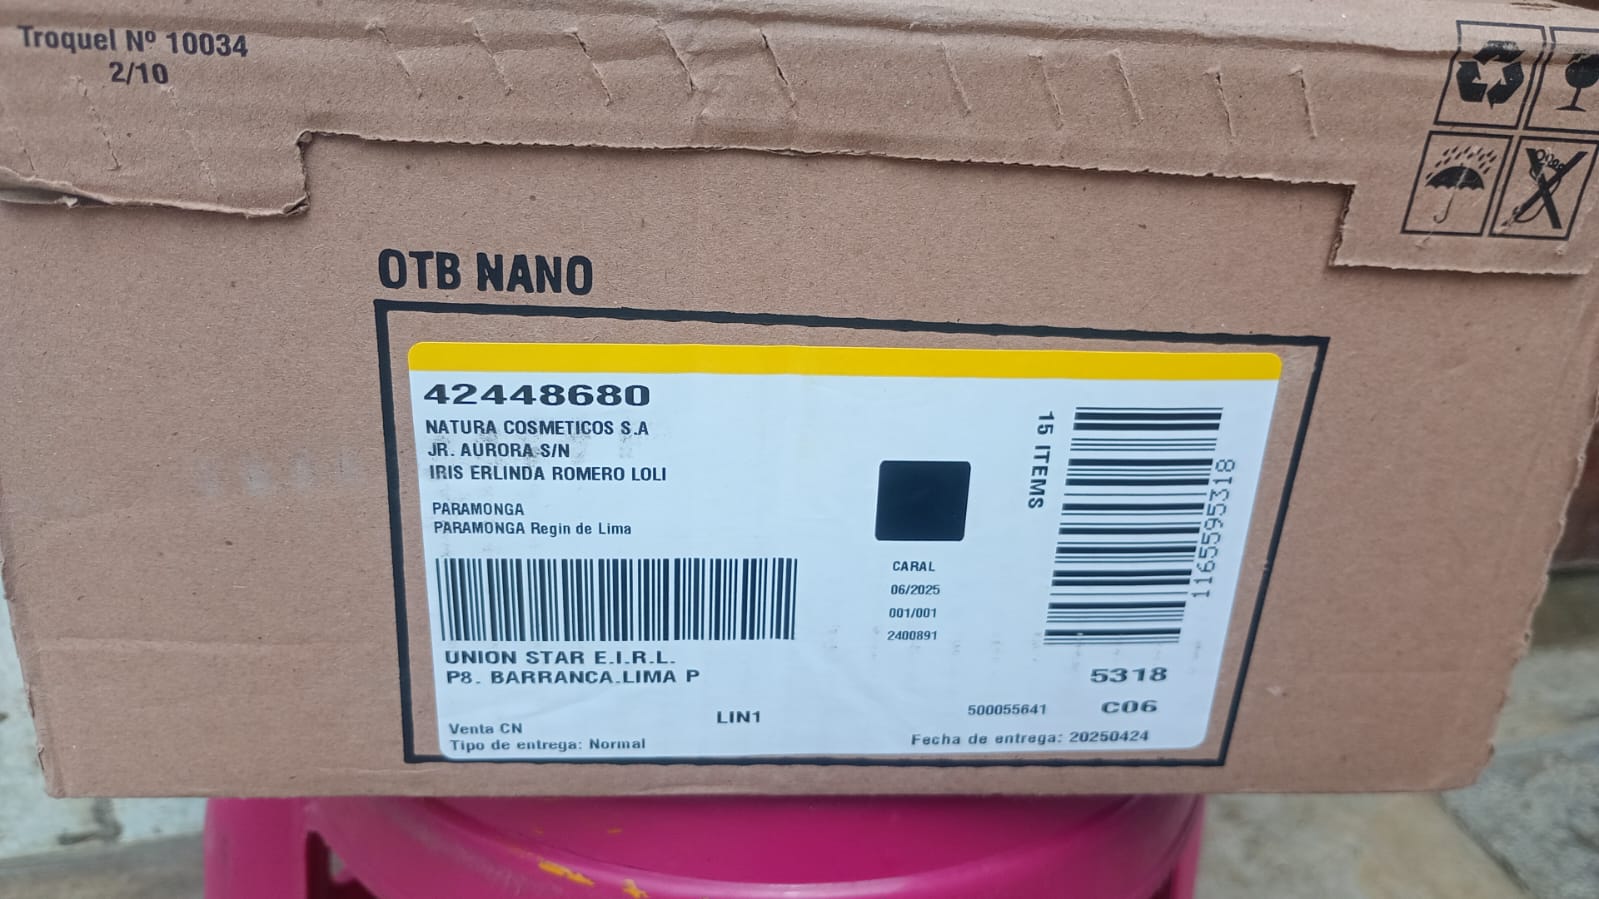 Troquel Nº 10034
2/10
OTB NANO
42448680
NATURA COSMETICOS S.A
JR. AURORA S/N
IRIS ERLINDA ROMERO LOLI
PARAMONGA
PARAMONGA Regin de Lima
UNION STAR E.I.R.L.
P8. BARRANCA.LIMA P
LIN1
Venta CN
Tipo de entrega: Normal
CARAL
06/2025
001/001
2400891
15 ITEMS
1165595318
5318
500055641
C06
Fecha de entrega: 20250424